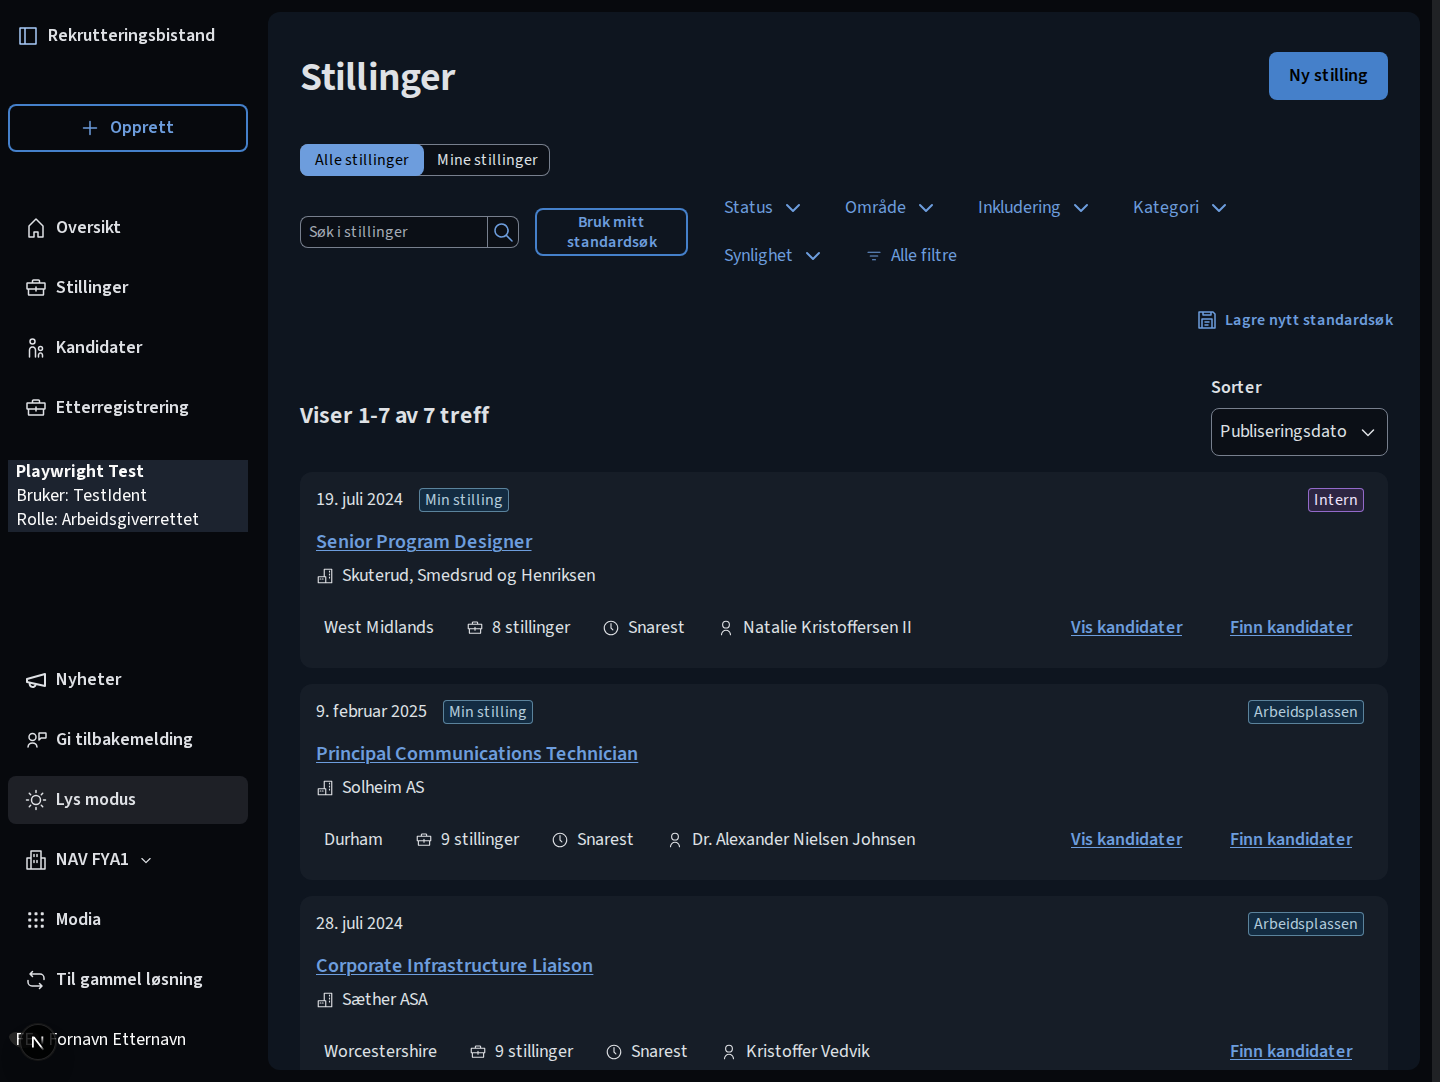 Rekrutteringsbistand
Opprett
Oversikt
Stillinger
Kandidater
Etterregistrering
Playwright Test
Bruker: TestIdent
Rolle: Arbeidsgiverrettet
Nyheter
Gi tilbakemelding
Lys modus
NAV FYA1
Modia
Til gammel løsning
Fornavn Etternavn
Stillinger
Ny stilling
Alle stillinger
Mine stillinger
Søk i stillinger
Bruk mitt
standardsøk
Status
Område
Inkludering
Kategori
Synlighet
Alle filtre
Lagre nytt standardsøk
Viser 1-7 av 7 treff
Sorter
Publiseringsdato
19. juli 2024
Min stilling
Intern
Senior Program Designer
Skuterud, Smedsrud og Henriksen
West Midlands
8 stillinger
Snarest
Natalie Kristoffersen II
Vis kandidater
Finn kandidater
9. februar 2025
Min stilling
Arbeidsplassen
Principal Communications Technician
Solheim AS
Durham
9 stillinger
Snarest
Dr. Alexander Nielsen Johnsen
Vis kandidater
Finn kandidater
28. juli 2024
Arbeidsplassen
Corporate Infrastructure Liaison
Sæther ASA
Worcestershire
9 stillinger
Snarest
Kristoffer Vedvik
Finn kandidater